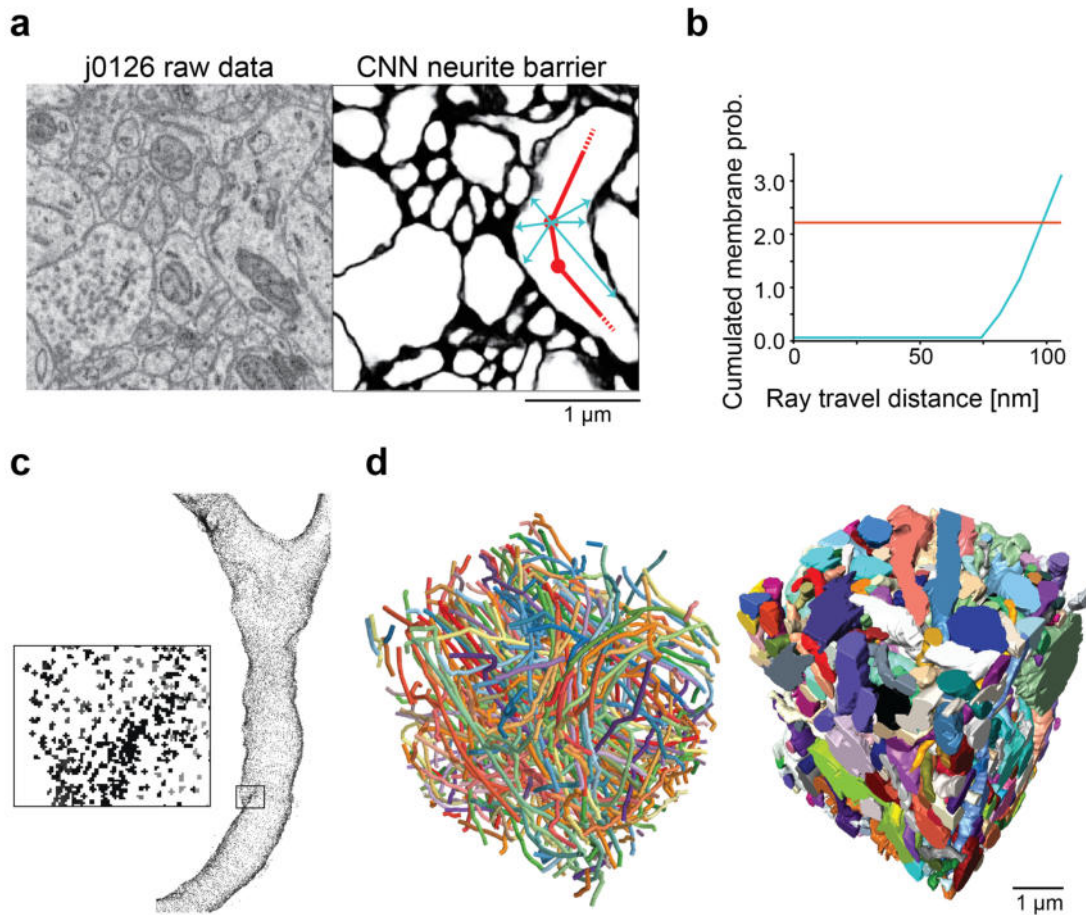 a
j0126 raw data
CNN neurite barrier
1 µm
b
Cumulated membrane prob.
3.0
2.0
1.0
0.0
0
50
100
Ray travel distance [nm]
c
d
1 µm